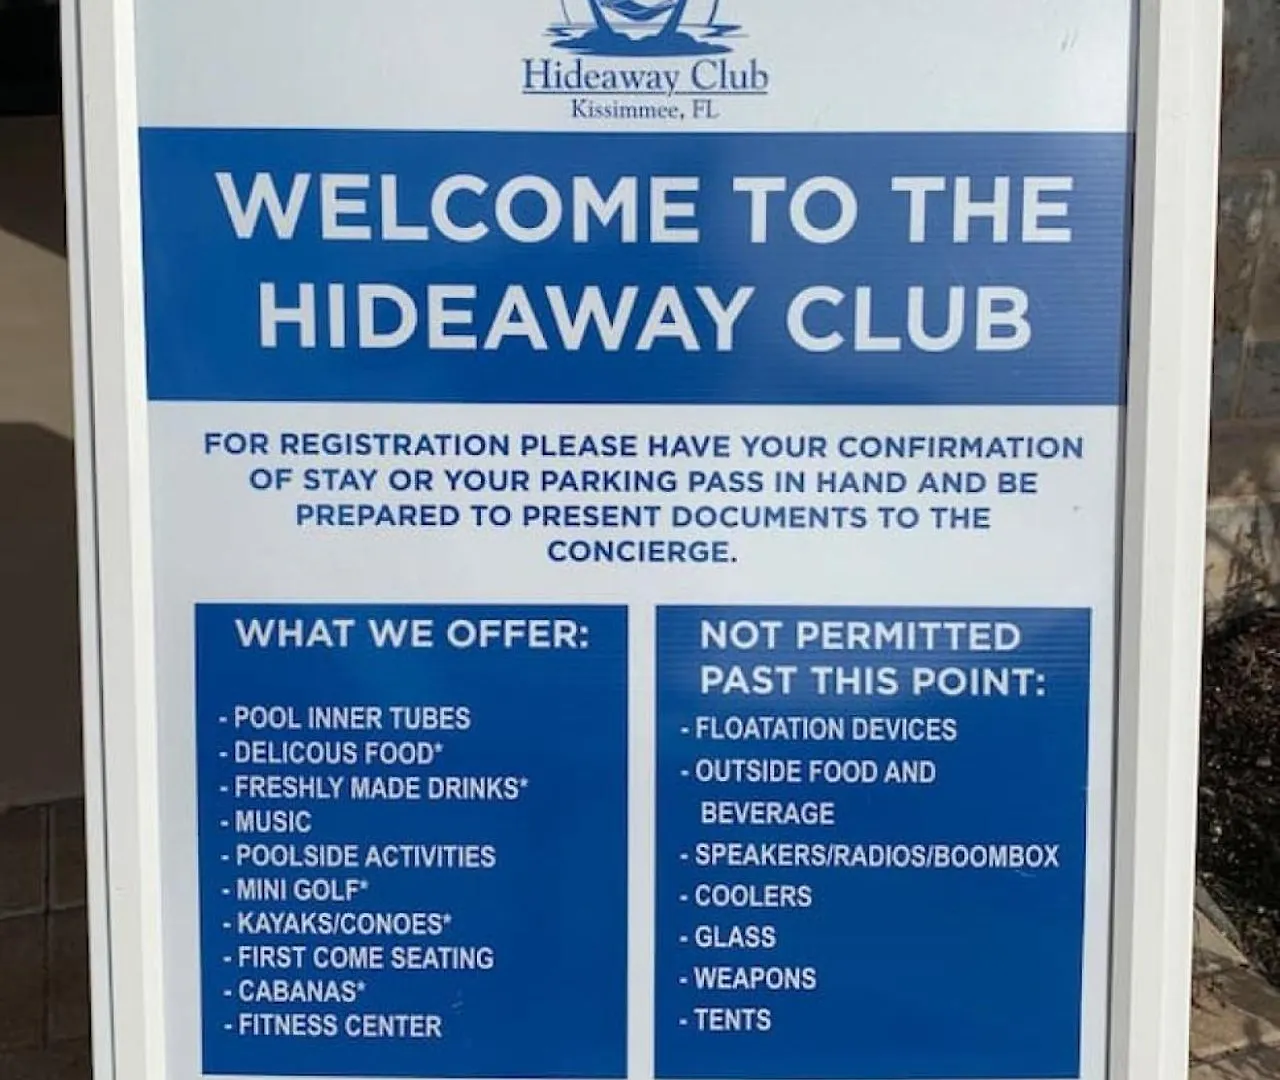 Hideaway Club
Kissimmee, FL
WELCOME TO THE
HIDEAWAY CLUB
FOR REGISTRATION PLEASE HAVE YOUR CONFIRMATION
OF STAY OR YOUR PARKING PASS IN HAND AND BE
PREPARED TO PRESENT DOCUMENTS TO THE
CONCIERGE.
WHAT WE OFFER:
- POOL INNER TUBES
- DELICOUS FOOD*
- FRESHLY MADE DRINKS*
- MUSIC
- POOLSIDE ACTIVITIES
- MINI GOLF*
- KAYAKS/CONOES*
- FIRST COME SEATING
- CABANAS*
- FITNESS CENTER
NOT PERMITTED
PAST THIS POINT:
- FLOATATION DEVICES
- OUTSIDE FOOD AND
BEVERAGE
- SPEAKERS/RADIOS/BOOMBOX
- COOLERS
- GLASS
- WEAPONS
- TENTS